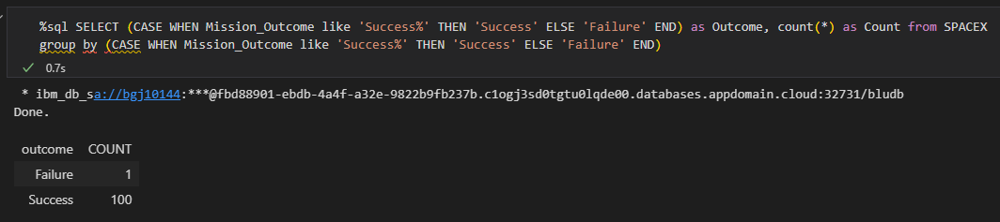 %sql SELECT (CASE WHEN Mission_Outcome like 'Success%' THEN 'Success' ELSE 'Failure' END) as Outcome, count(*) as Count from SPACEX
group by (CASE WHEN Mission_Outcome like 'Success%' THEN 'Success' ELSE 'Failure' END)
0.7s
* ibm_db_sa://bgj10144:***@fbd88901-ebdb-4a4f-a32e-9822b9fb237b.c1ogj3sd0tgtu0lqde00.databases.appdomain.cloud:32731/bludb
Done.
outcome COUNT
Failure 1
Success 100